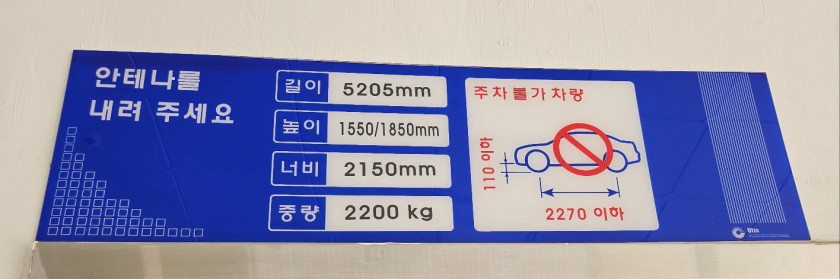 안테나를
내려 주세요
길이 5205mm
높이 1550/1850mm
너비 2150mm
중량 2200 kg
주차불가차량
110 이하
2270 이하
Otis